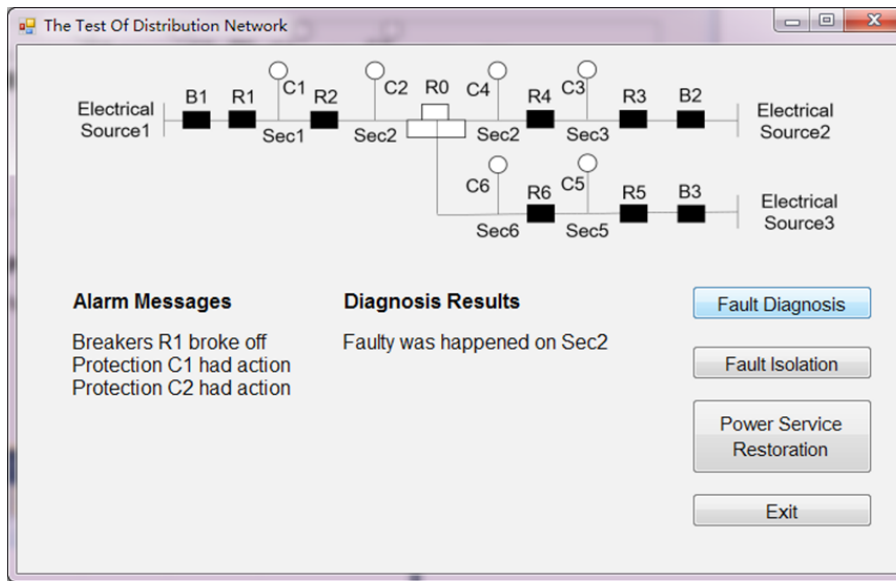 The Test Of Distribution Network
Electrical
Source1
B1
R1
C1
R2
C2
R0
C4
R4
C3
R3
B2
Electrical
Source2
Sec1
Sec2
Sec2
Sec3
C6
R6
C5
R5
B3
Electrical
Source3
Sec6
Sec5
Alarm Messages
Breakers R1 broke off
Protection C1 had action
Protection C2 had action
Diagnosis Results
Faulty was happened on Sec2
Fault Diagnosis
Fault Isolation
Power Service
Restoration
Exit